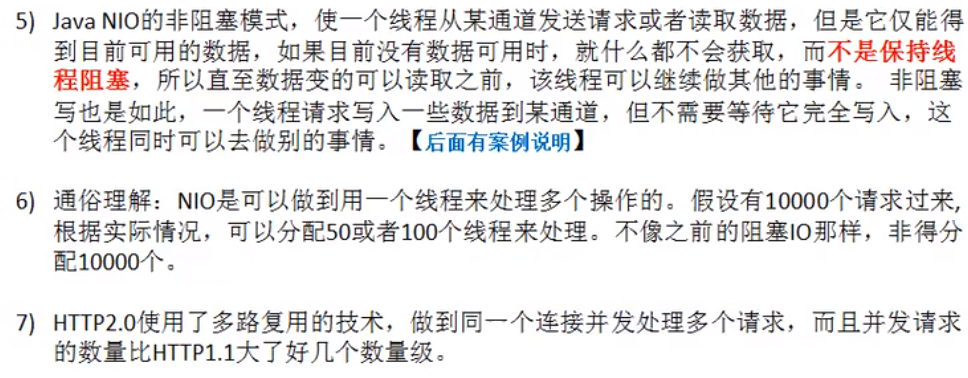 5) Java NIO的非阻塞模式，使一个线程从某通道发送请求或者读取数据，但是它仅能得
到目前可用的数据，如果目前没有数据可用时，就什么都不会获取，而不是保持线
程阻塞，所以直至数据变的可以读取之前，该线程可以继续做其他的事情。 非阻塞
写也是如此，一个线程请求写入一些数据到某通道，但不需要等待它完全写入，这
个线程同时可以去做别的事情。【后面有案例说明】
6) 通俗理解：NIO是可以做到用一个线程来处理多个操作的。假设有10000个请求过来,
根据实际情况，可以分配50或者100个线程来处理。不像之前的阻塞IO那样，非得分
配10000个。
7) HTTP2.0使用了多路复用的技术，做到同一个连接并发处理多个请求，而且并发请求
的数量比HTTP1.1大了好几个数量级。